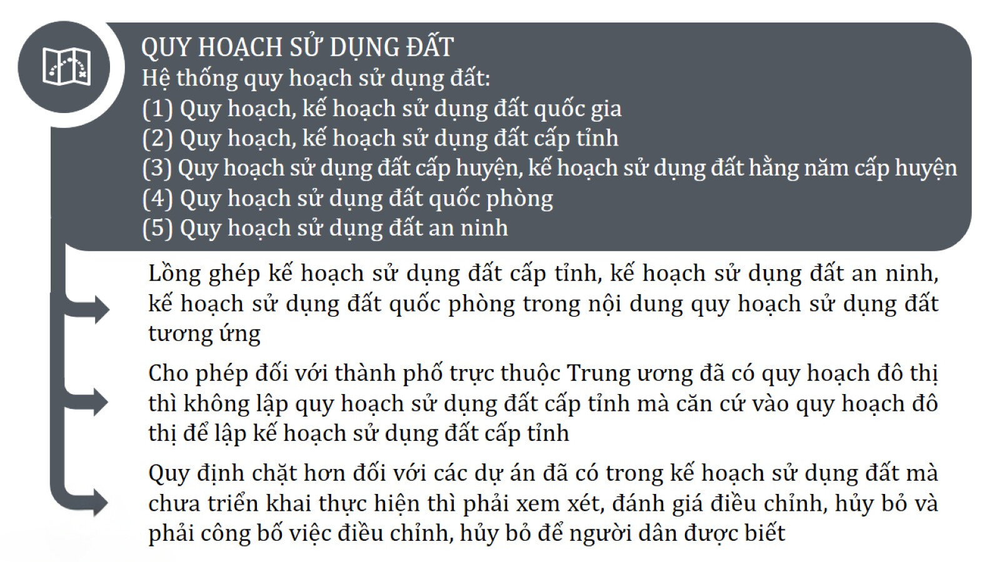 QUY HOẠCH SỬ DỤNG ĐẤT
Hệ thống quy hoạch sử dụng đất:
(1) Quy hoạch, kế hoạch sử dụng đất quốc gia
(2) Quy hoạch, kế hoạch sử dụng đất cấp tỉnh
(3) Quy hoạch sử dụng đất cấp huyện, kế hoạch sử dụng đất hằng năm cấp huyện
(4) Quy hoạch sử dụng đất quốc phòng
(5) Quy hoạch sử dụng đất an ninh
Lồng ghép kế hoạch sử dụng đất cấp tỉnh, kế hoạch sử dụng đất an ninh,
kế hoạch sử dụng đất quốc phòng trong nội dung quy hoạch sử dụng đất
tương ứng
Cho phép đối với thành phố trực thuộc Trung ương đã có quy hoạch đô thị
thì không lập quy hoạch sử dụng đất cấp tỉnh mà căn cứ vào quy hoạch đô
thị để lập kế hoạch sử dụng đất cấp tỉnh
Quy định chặt hơn đối với các dự án đã có trong kế hoạch sử dụng đất mà
chưa triển khai thực hiện thì phải xem xét, đánh giá điều chỉnh, hủy bỏ và
phải công bố việc điều chỉnh, hủy bỏ để người dân được biết